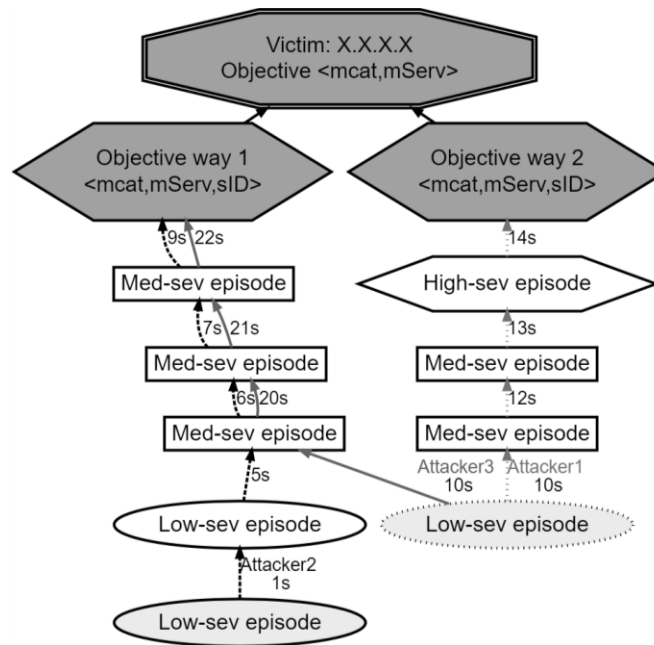 Victim: X.X.X.X
Objective <mcat,mServ>
Objective way 1
<mcat,mServ,sID>
Objective way 2
<mcat,mServ,sID>
9s
22s
14s
Med-sev episode
High-sev episode
7s
21s
13s
Med-sev episode
Med-sev episode
6s
20s
12s
Med-sev episode
Med-sev episode
5s
Attacker3
10s
Attacker1
10s
Low-sev episode
Low-sev episode
Attacker2
1s
Low-sev episode